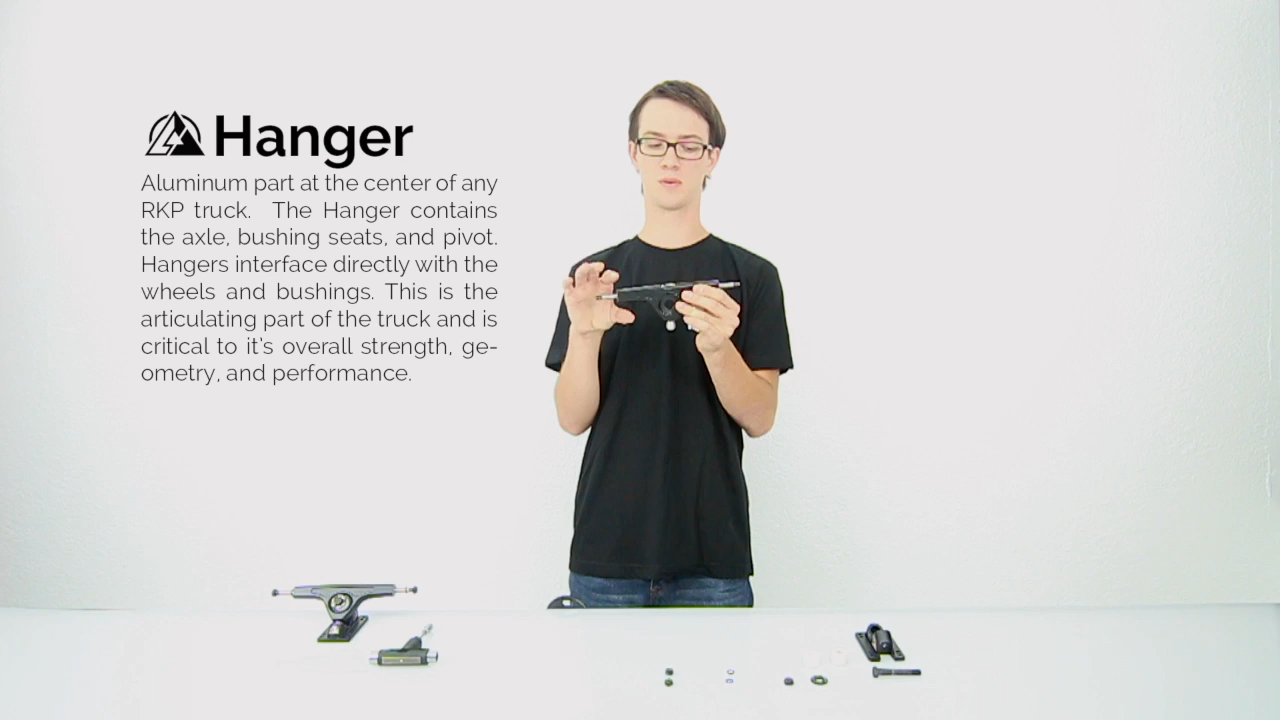 Hanger
Aluminum part at the center of any
RKP truck.  The Hanger contains
the axle, bushing seats, and pivot.
Hangers interface directly with the
wheels and bushings. This is the
articulating part of the truck and is
critical to it's overall strength, ge-
ometry, and performance.